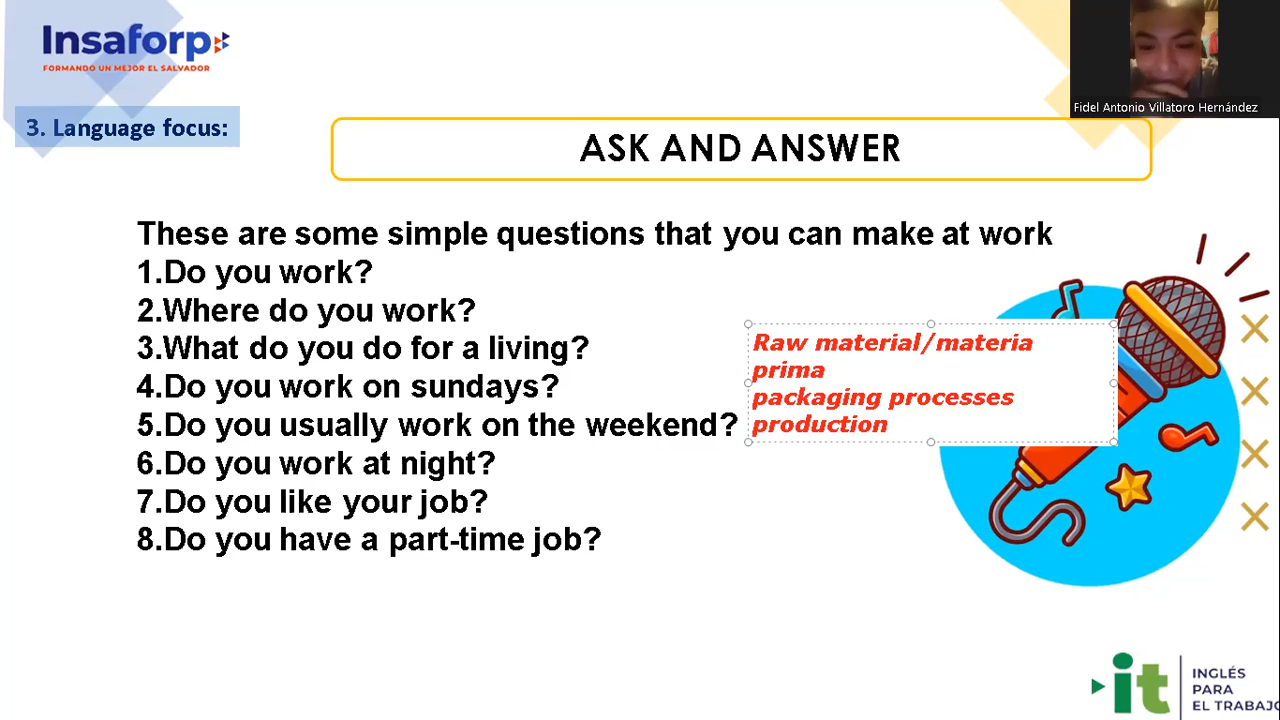 Insaforp
FORMANDO UN MEJOR EL SALVADOR
Fidel Antonio Villatoro Hernández
3. Language focus:
ASK AND ANSWER
These are some simple questions that you can make at work
1.Do you work?
2.Where do you work?
3.What do you do for a living?
4.Do you work on sundays?
5.Do you usually work on the weekend?
6.Do you work at night?
7.Do you like your job?
8.Do you have a part-time job?
Raw material/materia
prima
packaging processes
production
it
INGLÉS
PARA
EL TRABAJO